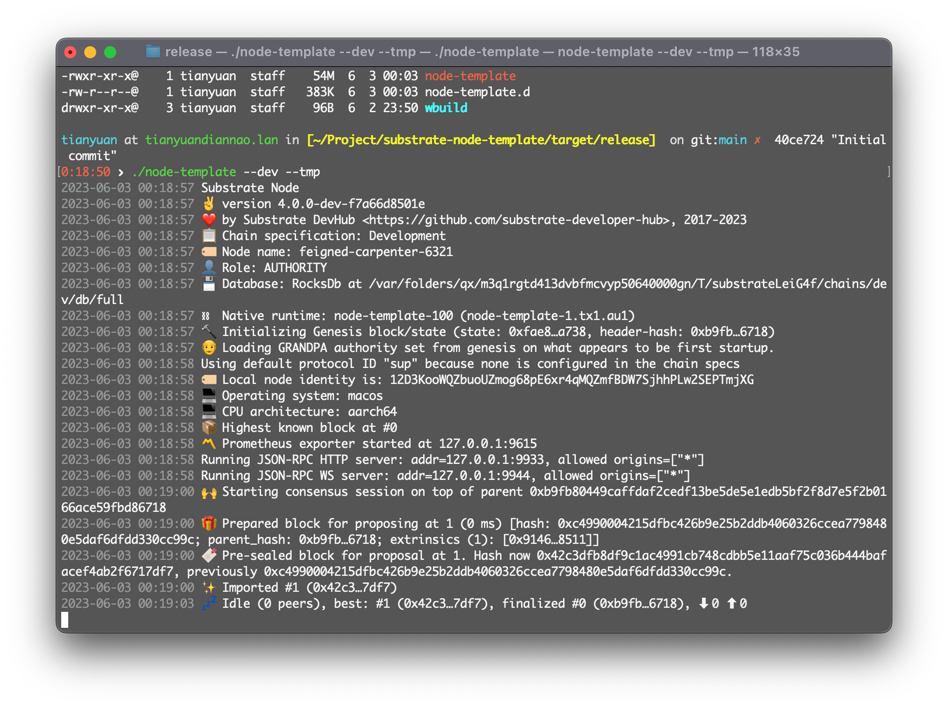 release — ./node-template --dev --tmp — ./node-template — node-template --dev --tmp — 118×35
-rwxr-xr-x@ 1 tianyuan staff 54M 6 3 00:03 node-template
-rw-r--r--@ 1 tianyuan staff 383K 6 3 00:03 node-template.d
drwxr-xr-x@ 3 tianyuan staff 96B 6 2 23:50 wbuild
tianyuan at tianyuandiannao.lan in [~/Project/substrate-node-template/target/release] on git:main ✗ 40ce724 "Initial
commit"
[0:18:50 › ./node-template --dev --tmp ]
2023-06-03 00:18:57 Substrate Node
2023-06-03 00:18:57 ✌️ version 4.0.0-dev-f7a66d8501e
2023-06-03 00:18:57 ❤️ by Substrate DevHub <https://github.com/substrate-developer-hub>, 2017-2023
2023-06-03 00:18:57 📋 Chain specification: Development
2023-06-03 00:18:57 🏷 Node name: feigned-carpenter-6321
2023-06-03 00:18:57 👤 Role: AUTHORITY
2023-06-03 00:18:57 💾 Database: RocksDb at /var/folders/qx/m3q1rgtd413dvbfmcvyp50640000gn/T/substrateLeiG4f/chains/de
v/db/full
2023-06-03 00:18:57 ⛓ Native runtime: node-template-100 (node-template-1.tx1.au1)
2023-06-03 00:18:57 🔨 Initializing Genesis block/state (state: 0xfae8…a738, header-hash: 0xb9fb…6718)
2023-06-03 00:18:57 👴 Loading GRANDPA authority set from genesis on what appears to be first startup.
2023-06-03 00:18:58 Using default protocol ID "sup" because none is configured in the chain specs
2023-06-03 00:18:58 🏷 Local node identity is: 12D3KooWQZbuoUZmog68pE6xr4qMQZmfBDW7SjhhPLw2SEPTmjXG
2023-06-03 00:18:58 💻 Operating system: macos
2023-06-03 00:18:58 💻 CPU architecture: aarch64
2023-06-03 00:18:58 📦 Highest known block at #0
2023-06-03 00:18:58 〽️ Prometheus exporter started at 127.0.0.1:9615
2023-06-03 00:18:58 Running JSON-RPC HTTP server: addr=127.0.0.1:9933, allowed origins=["*"]
2023-06-03 00:18:58 Running JSON-RPC WS server: addr=127.0.0.1:9944, allowed origins=["*"]
2023-06-03 00:19:00 🙌 Starting consensus session on top of parent 0xb9fb80449caffdaf2cedf13be5de5e1edb5bf2f8d7e5f2b01
66ace59fbd86718
2023-06-03 00:19:00 🎁 Prepared block for proposing at 1 (0 ms) [hash: 0xc4990004215dfbc426b9e25b2ddb4060326ccea779848
0e5daf6dfdd330cc99c; parent_hash: 0xb9fb…6718; extrinsics (1): [0x9146…8511]]
2023-06-03 00:19:00 🔖 Pre-sealed block for proposal at 1. Hash now 0x42c3dfb8df9c1ac4991cb748cdbb5e11aaf75c036b444baf
acef4ab2f6717df7, previously 0xc4990004215dfbc426b9e25b2ddb4060326ccea7798480e5daf6dfdd330cc99c.
2023-06-03 00:19:00 ✨ Imported #1 (0x42c3…7df7)
2023-06-03 00:19:03 💤 Idle (0 peers), best: #1 (0x42c3…7df7), finalized #0 (0xb9fb…6718), ⬇ 0 ⬆ 0